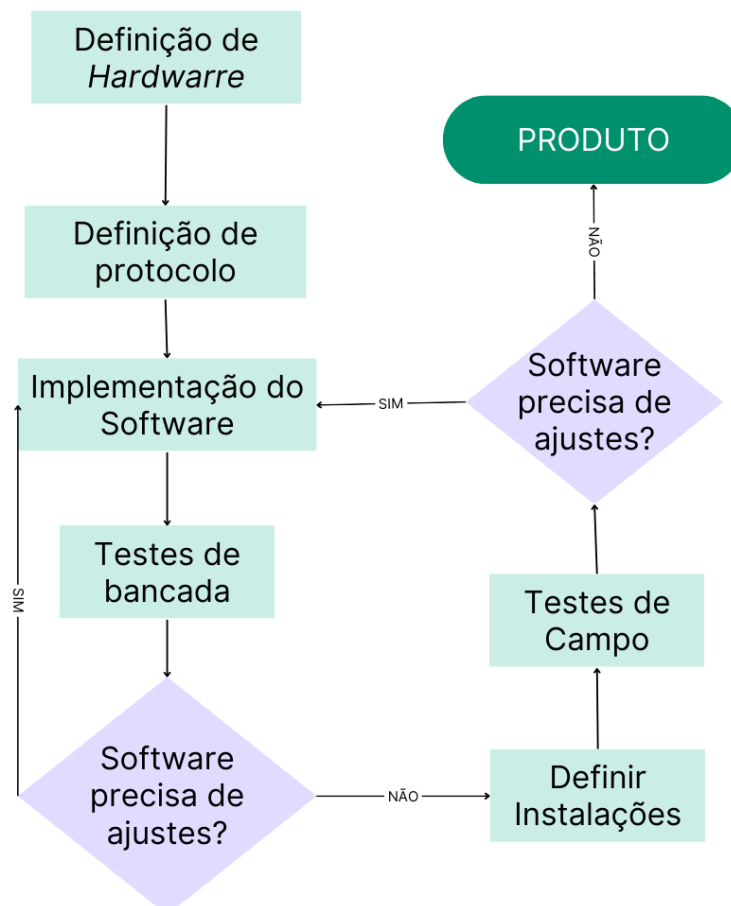 Definição de
Hardwarre
Definição de
protocolo
Implementação do
Software
Testes de
bancada
Software
precisa de
ajustes?
SIM
NÃO
Definir
Instalações
Testes de
Campo
Software
precisa de
ajustes?
SIM
NÃO
PRODUTO